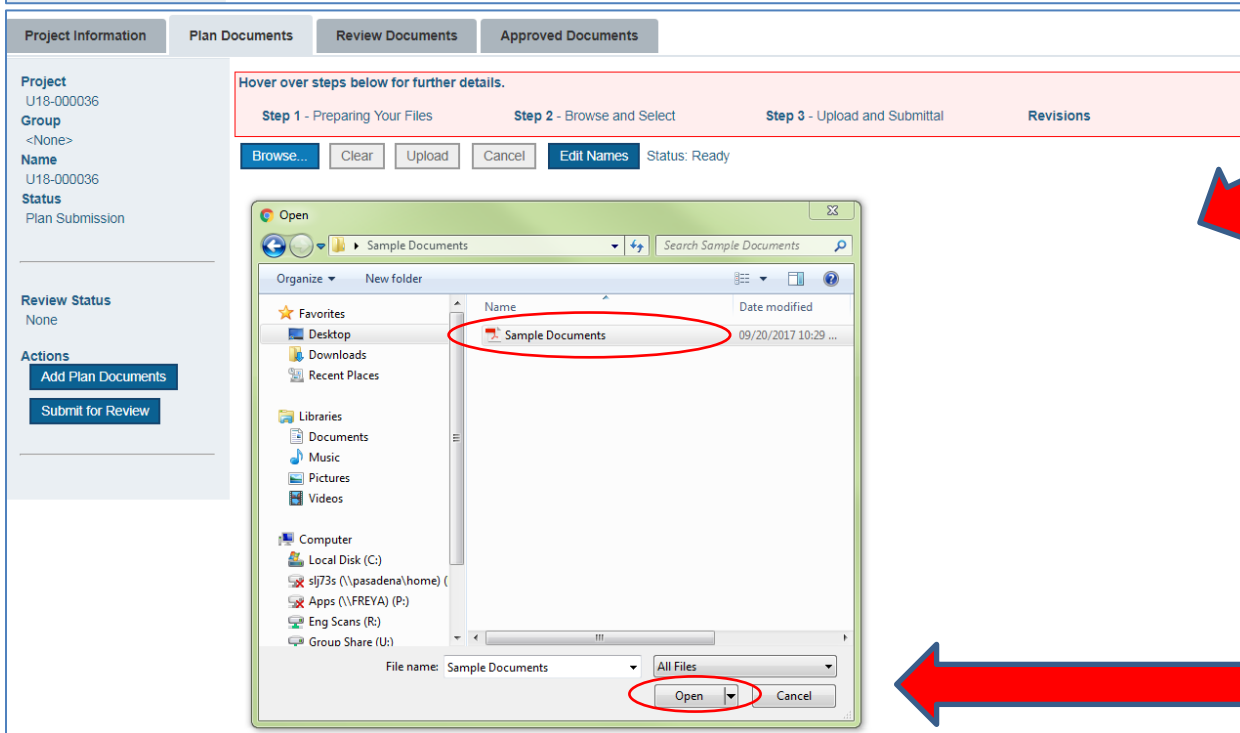 Project Information Plan Documents Review Documents Approved Documents
Project
U18-000036
Group
<None>
Name
U18-000036
Status
Plan Submission
Review Status
None
Actions
Add Plan Documents
Submit for Review
Hover over steps below for further details.
Step 1 - Preparing Your Files Step 2 - Browse and Select Step 3 - Upload and Submittal Revisions
Browse... Clear Upload Cancel Edit Names Status: Ready
Open
Sample Documents Search Sample Documents
Organize New folder
Favorites
Desktop
Downloads
Recent Places
Libraries
Documents
Music
Pictures
Videos
Computer
Local Disk (C:)
slj73s (\\pasadena\home) (
Apps (\\FREYA) (P:)
Eng Scans (R:)
Group Share (U:)
Name Date modified
Sample Documents 09/20/2017 10:29 ...
File name: Sample Documents All Files
Open Cancel